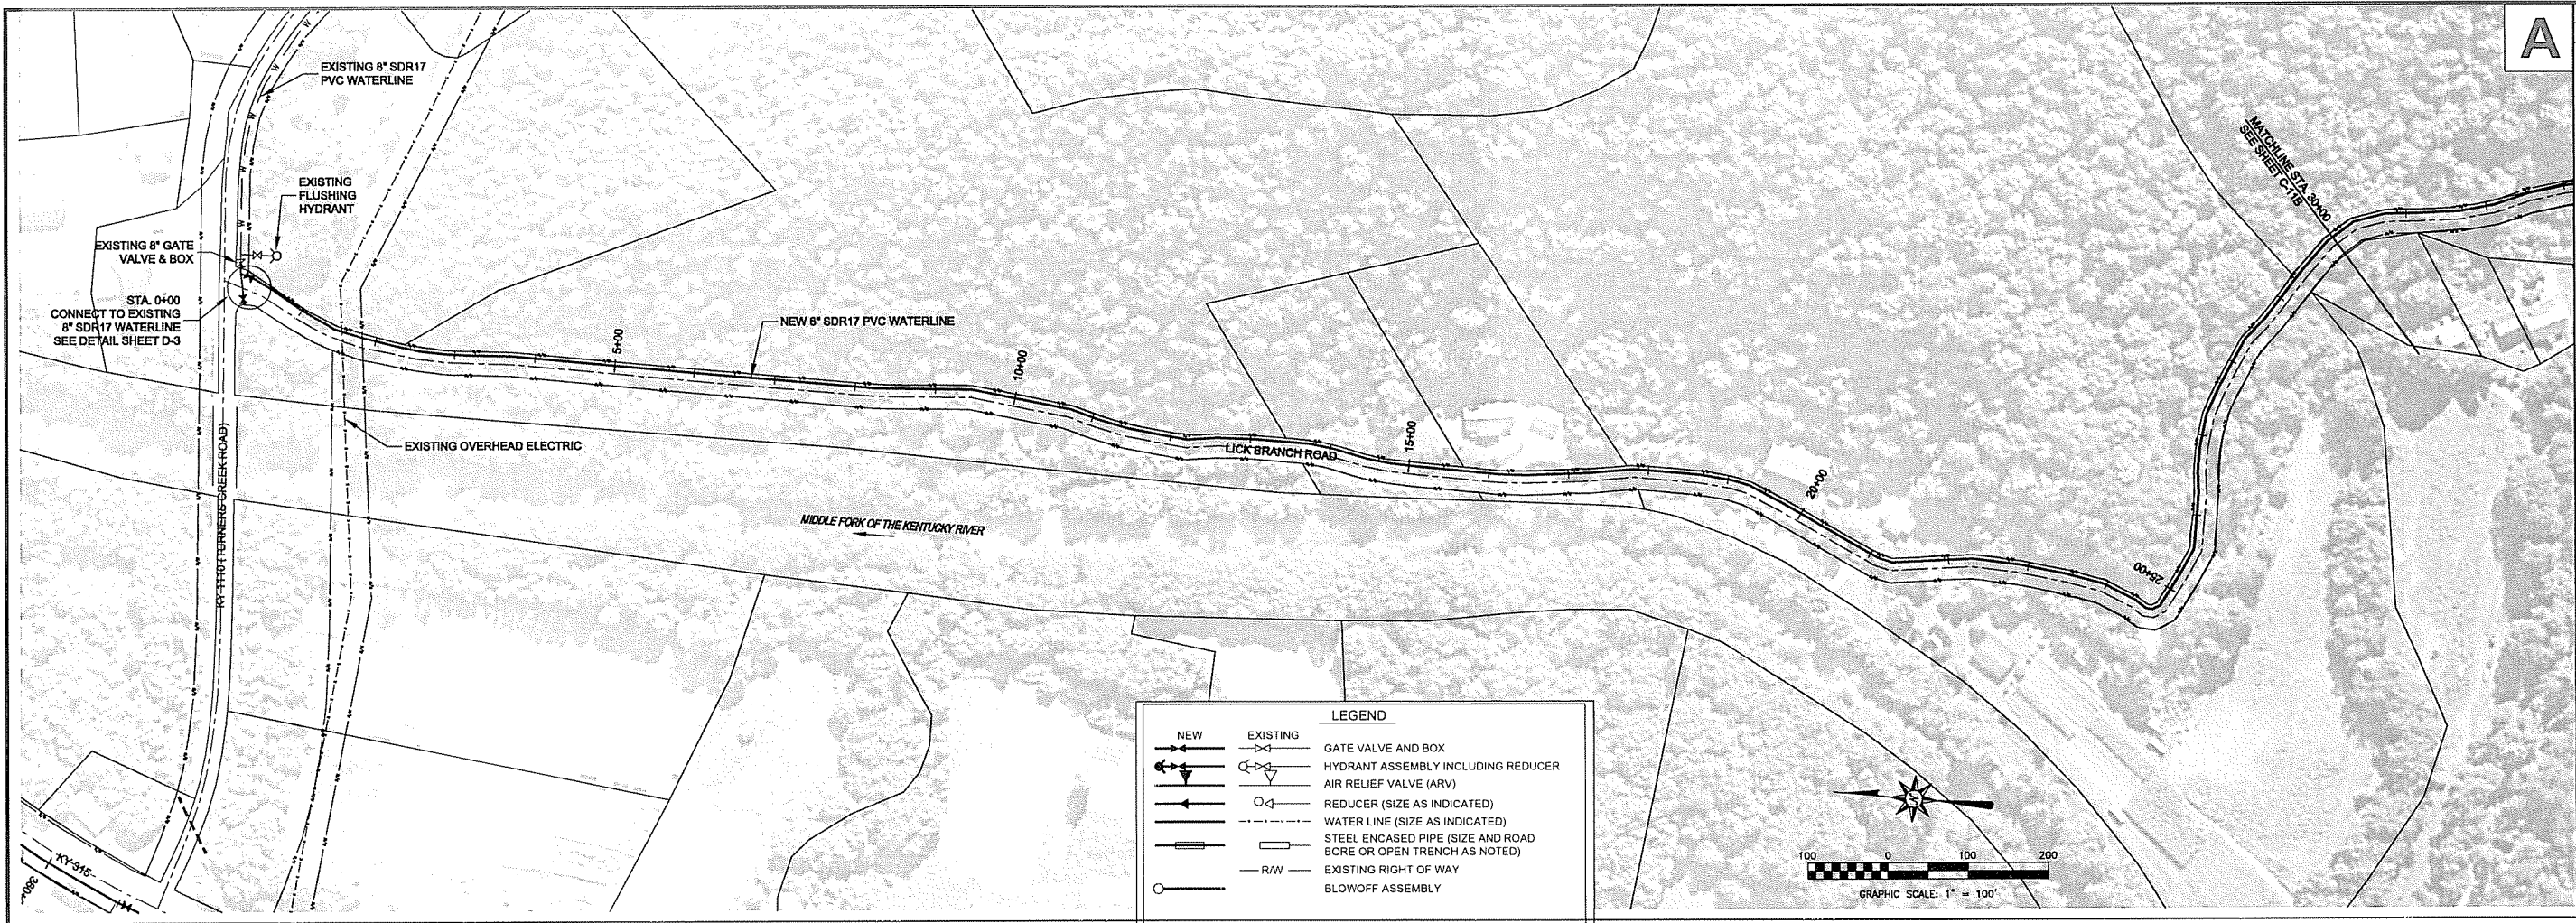 A
EXISTING 8" SDR17
PVC WATERLINE
EXISTING
FLUSHING
HYDRANT
EXISTING 8" GATE
VALVE & BOX
STA. 0+00
CONNECT TO EXISTING
8" SDR17 WATERLINE
SEE DETAIL SHEET D-3
W
W
W
W
W
5+00
NEW 6" SDR17 PVC WATERLINE
10+00
15+00
LICK BRANCH ROAD
20+00
25+00
MATCHLINE STA. 30+00
SEE SHEET C-11B
EXISTING OVERHEAD ELECTRIC
KY 1110 (TURNERS CREEK ROAD)
MIDDLE FORK OF THE KENTUCKY RIVER
KY 315
LEGEND
NEW EXISTING
GATE VALVE AND BOX
HYDRANT ASSEMBLY INCLUDING REDUCER
AIR RELIEF VALVE (ARV)
REDUCER (SIZE AS INDICATED)
WATER LINE (SIZE AS INDICATED)
STEEL ENCASED PIPE (SIZE AND ROAD
BORE OR OPEN TRENCH AS NOTED)
R/W EXISTING RIGHT OF WAY
BLOWOFF ASSEMBLY
N
100 0 100 200
GRAPHIC SCALE: 1" = 100'